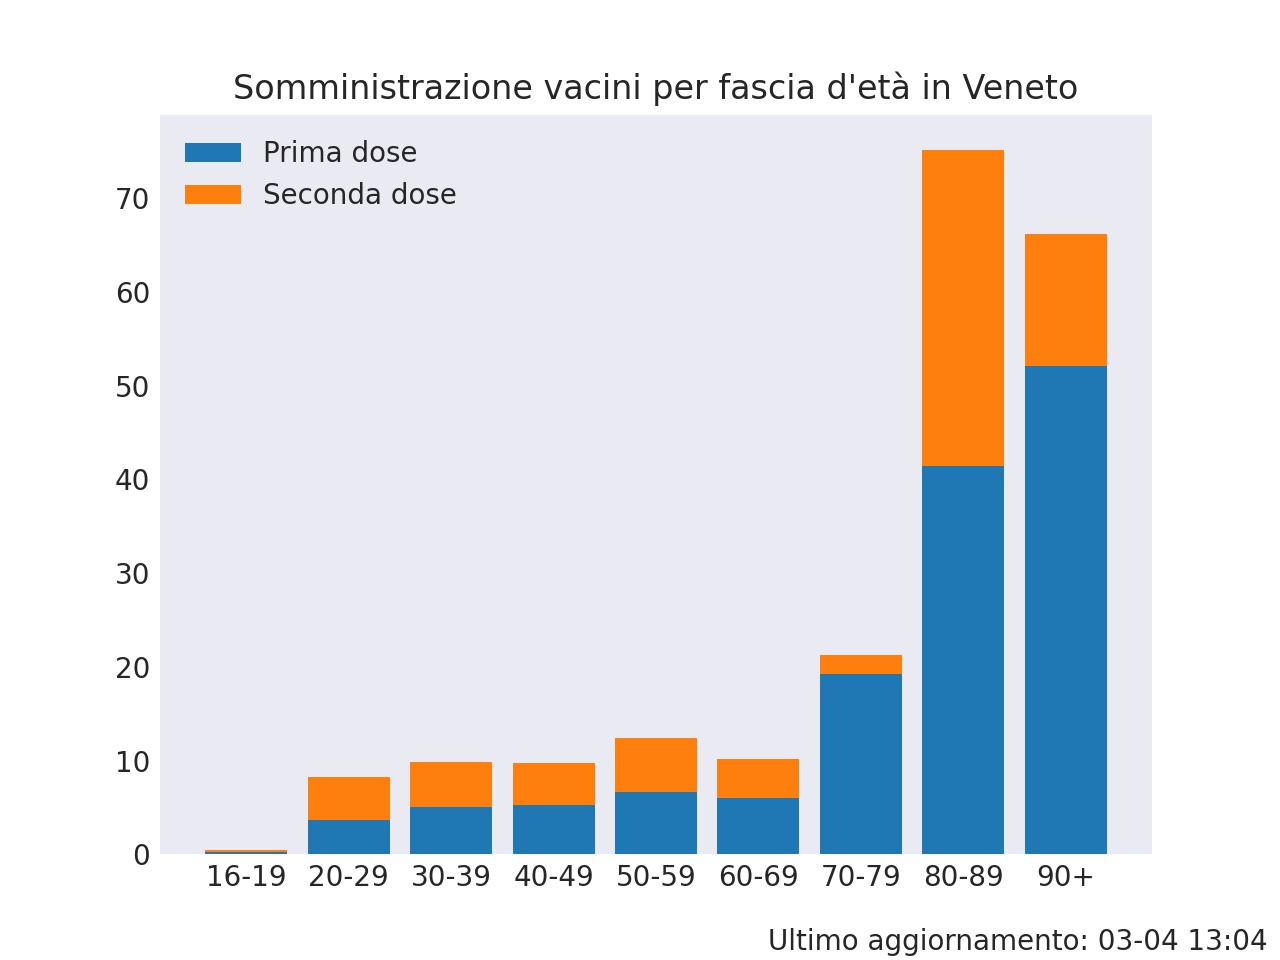 Somministrazione vacini per fascia d'età in Veneto
Prima dose
Seconda dose
70
60
50
40
30
20
10
0
16-19 20-29 30-39 40-49 50-59 60-69 70-79 80-89 90+
Ultimo aggiornamento: 03-04 13:04